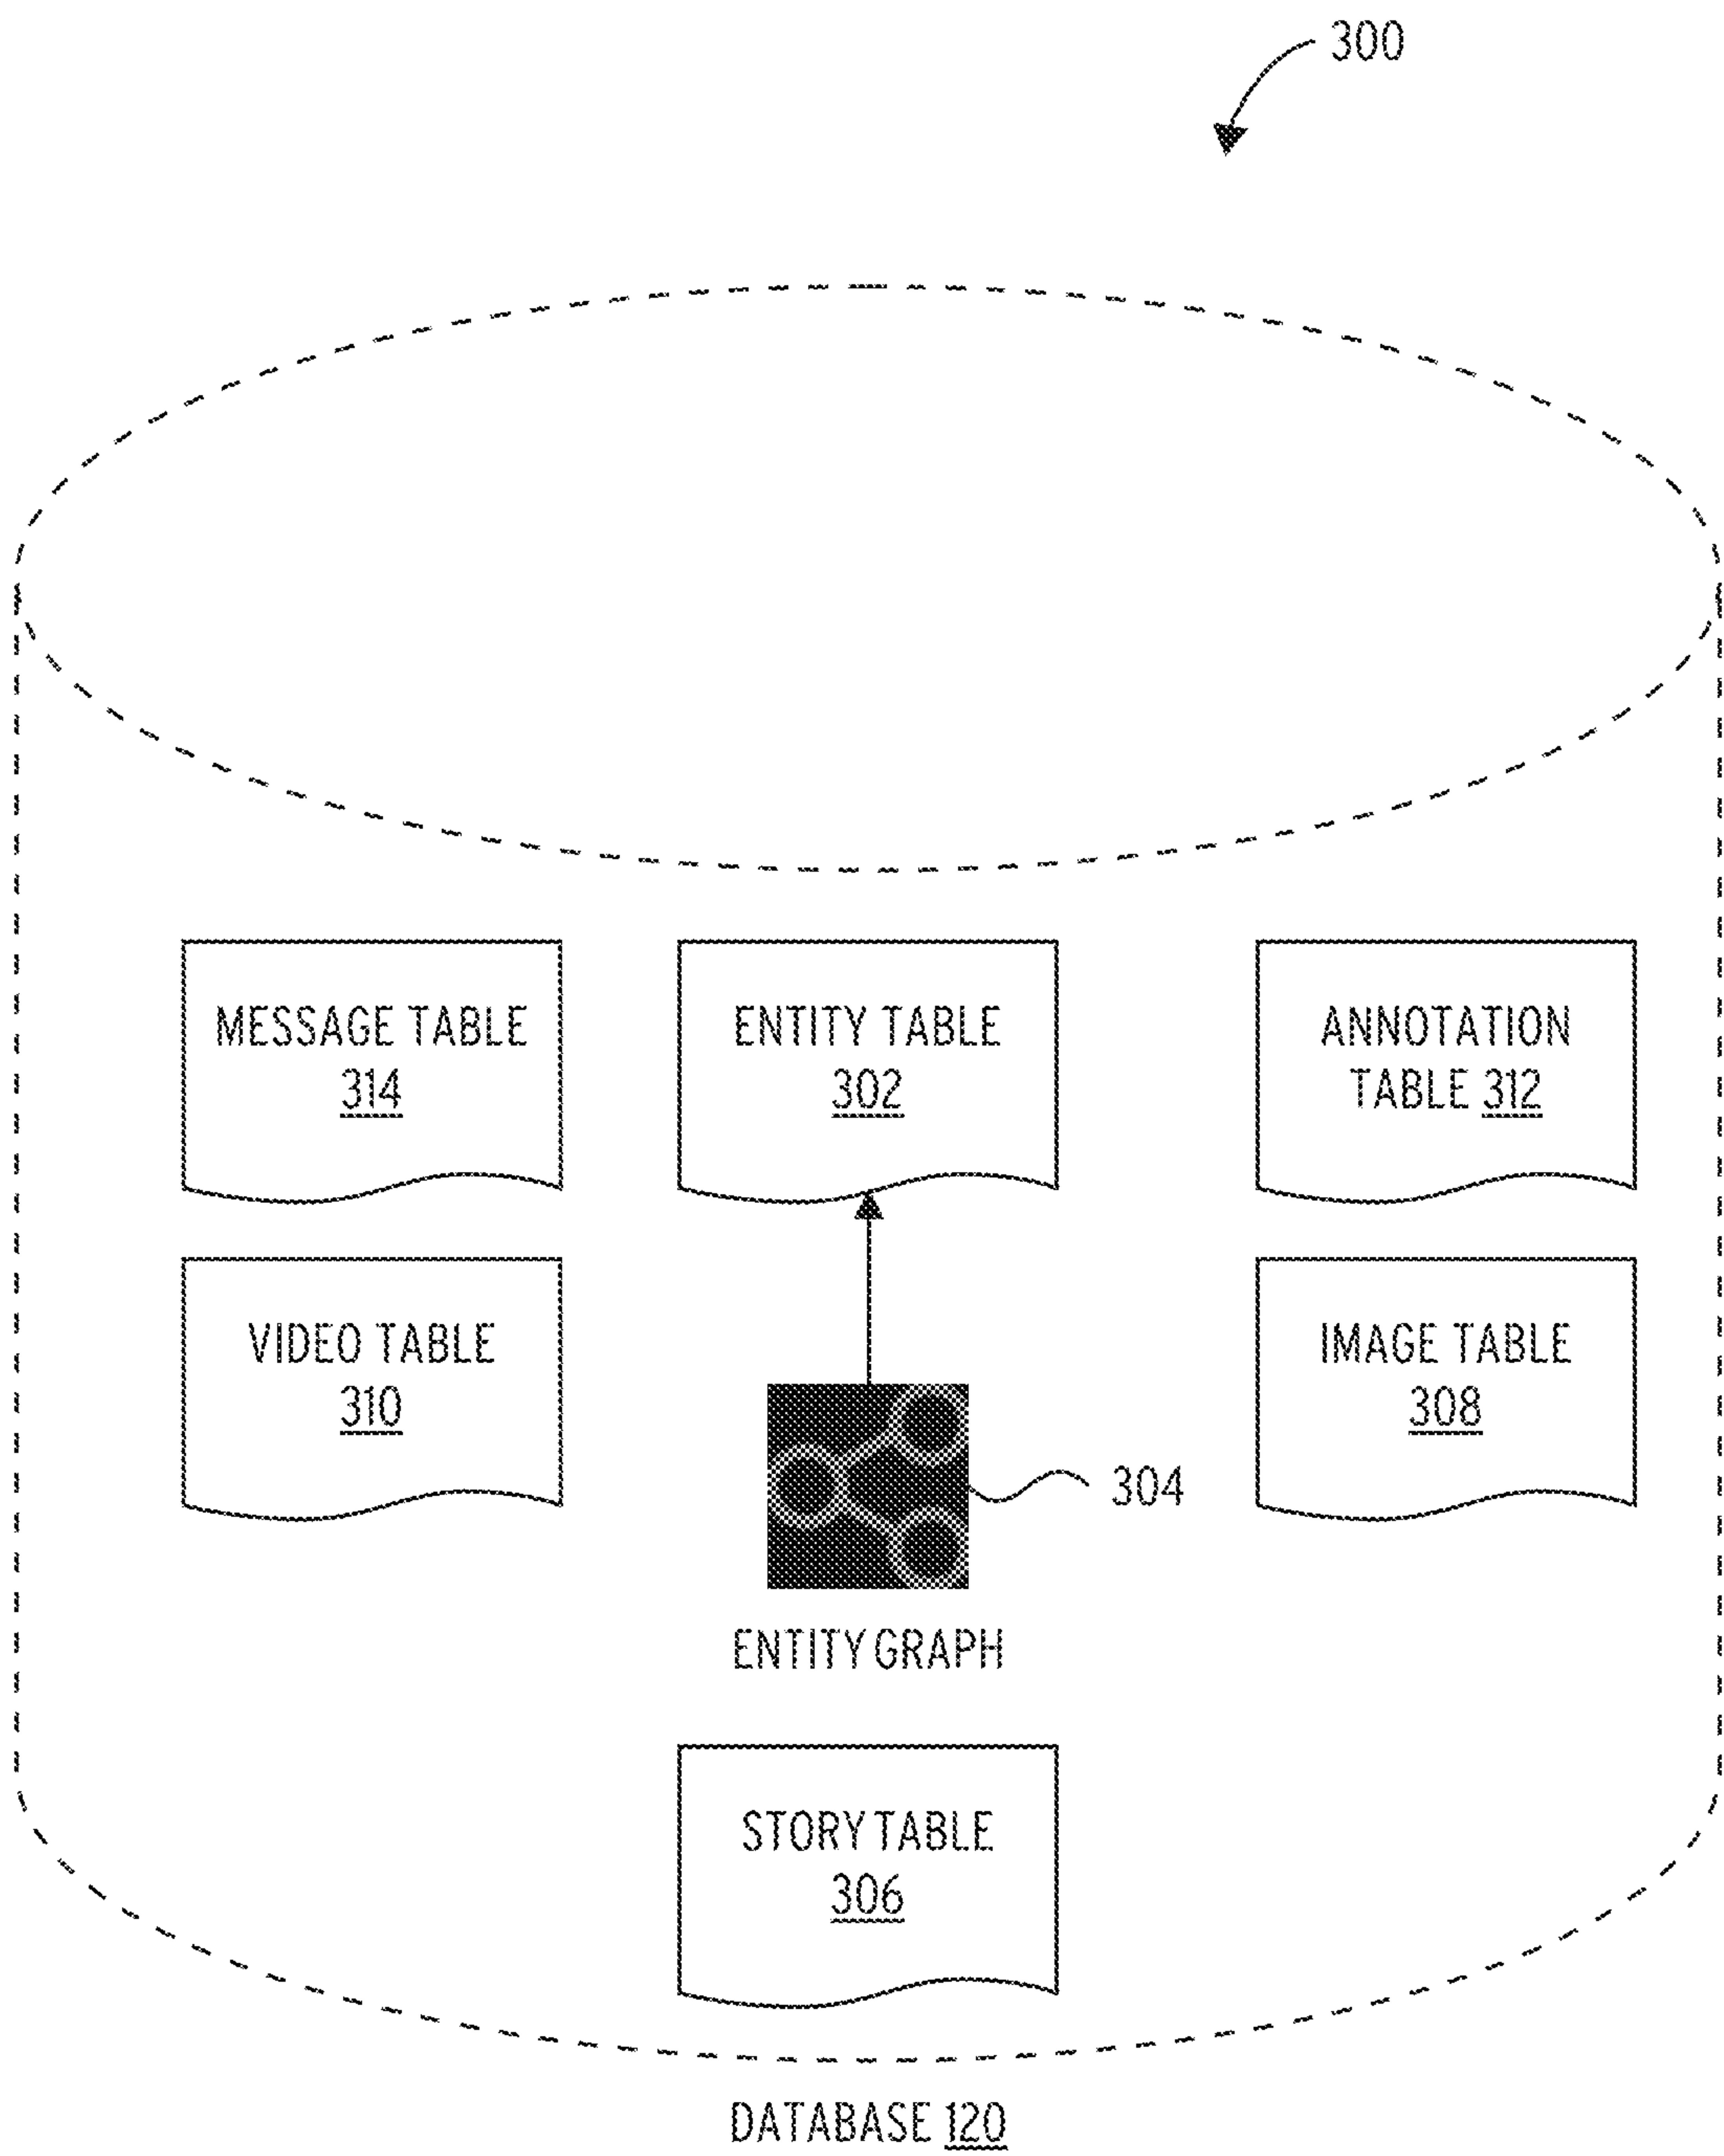 300
MESSAGE TABLE
314
ENTITY TABLE
302
ANNOTATION
TABLE 312
VIDEO TABLE
310
IMAGE TABLE
308
304
ENTITY GRAPH
STORY TABLE
306
DATABASE 120